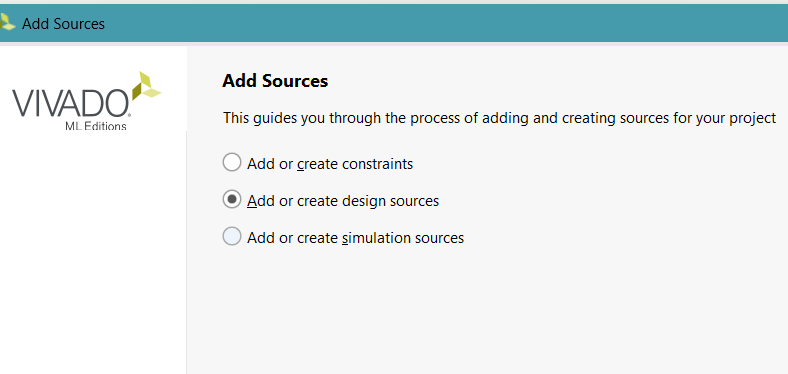 Add Sources
VIVADO.
ML Editions
Add Sources
This guides you through the process of adding and creating sources for your project
Add or create constraints
Add or create design sources
Add or create simulation sources